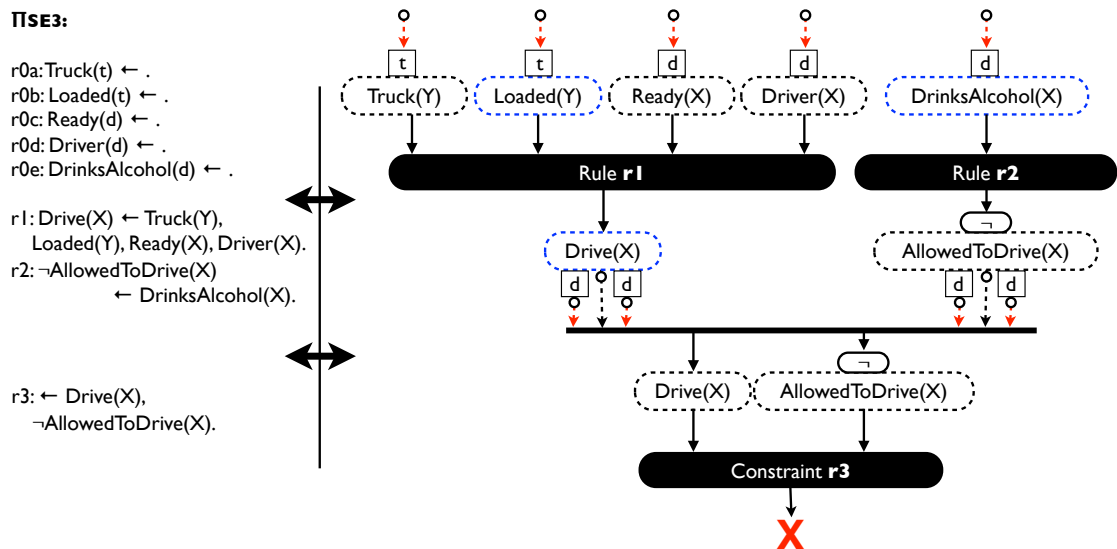 ΠSE3:
r0a: Truck(t) ← .
r0b: Loaded(t) ← .
r0c: Ready(d) ← .
r0d: Driver(d) ← .
r0e: DrinksAlcohol(d) ← .
r1: Drive(X) ← Truck(Y),
Loaded(Y), Ready(X), Driver(X).
r2: ¬AllowedToDrive(X)
← DrinksAlcohol(X).
r3: ← Drive(X),
¬AllowedToDrive(X).
t t d d d
Truck(Y) Loaded(Y) Ready(X) Driver(X) DrinksAlcohol(X)
Rule r1 Rule r2
¬
Drive(X) AllowedToDrive(X)
d d d d
¬
Drive(X) AllowedToDrive(X)
Constraint r3
X